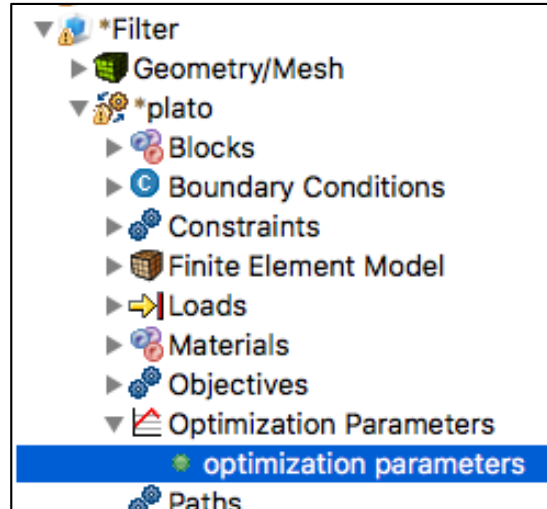 *Filter
Geometry/Mesh
*plato
Blocks
C Boundary Conditions
Constraints
Finite Element Model
Loads
Materials
Objectives
Optimization Parameters
optimization parameters
Paths